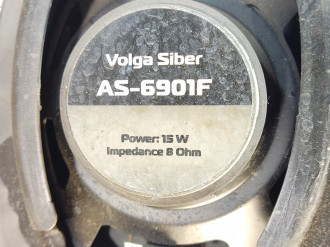 Volga Siber
AS-6901F
Power: 15 W
Impedance 8 Ohm